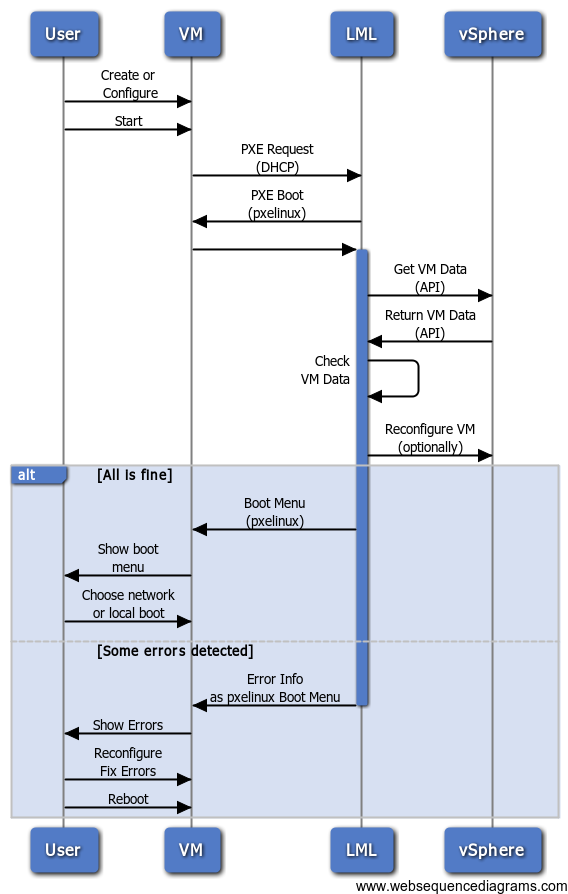 User
VM
LML
vSphere
Create or
Configure
Start
PXE Request
(DHCP)
PXE Boot
(pxelinux)
Get VM Data
(API)
Return VM Data
(API)
Check
VM Data
Reconfigure VM
(optionally)
alt
[All is fine]
Boot Menu
(pxelinux)
Show boot
menu
Choose network
or local boot
[Some errors detected]
Error Info
as pxelinux Boot Menu
Show Errors
Reconfigure
Fix Errors
Reboot
User
VM
LML
vSphere
www.websequencediagrams.com